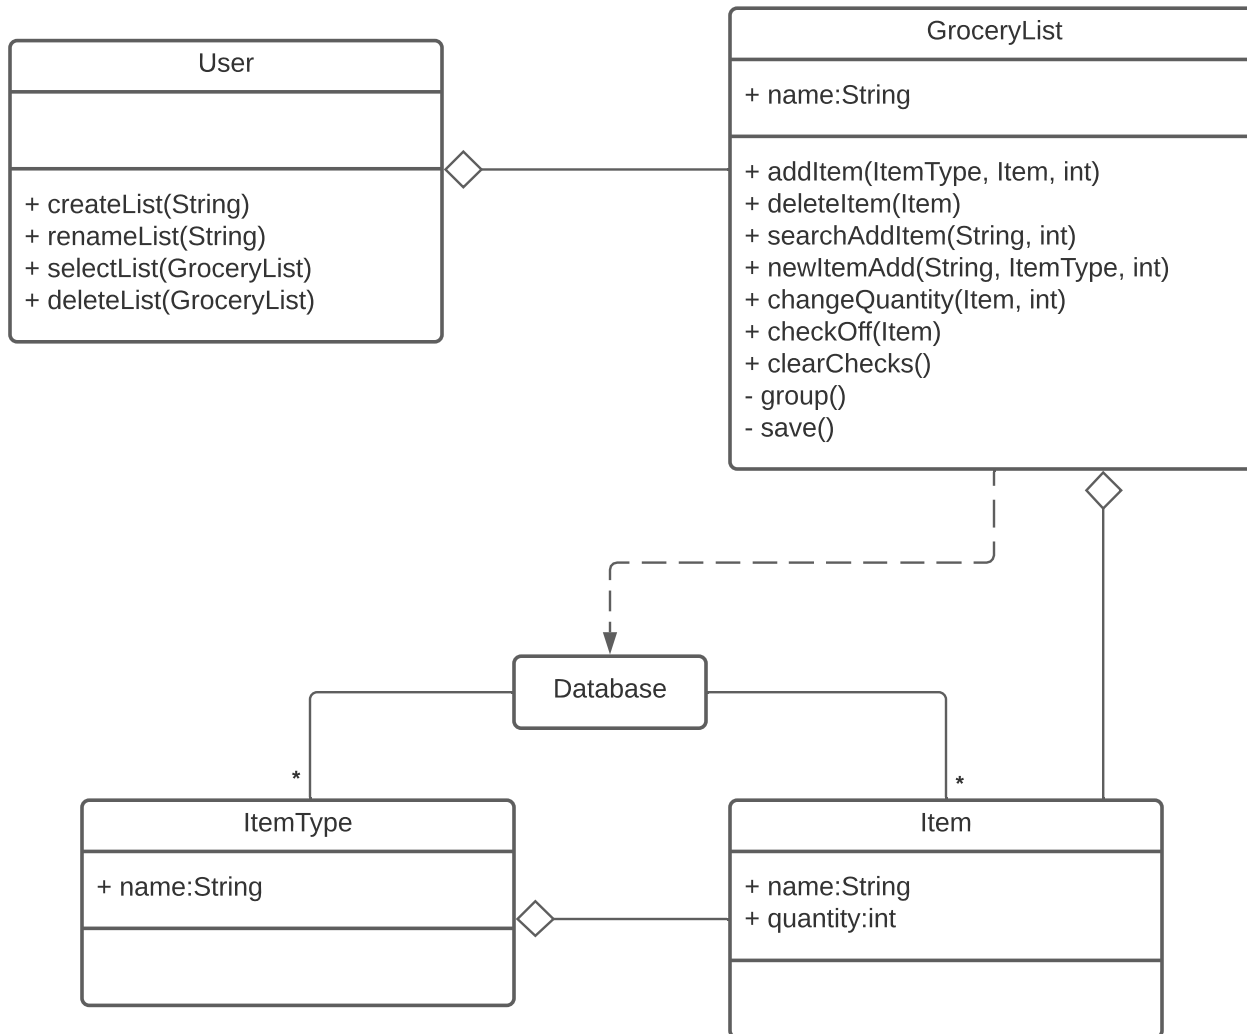 User
+ createList(String)
+ renameList(String)
+ selectList(GroceryList)
+ deleteList(GroceryList)
GroceryList
+ name:String
+ addItem(ItemType, Item, int)
+ deleteItem(Item)
+ searchAddItem(String, int)
+ newItemAdd(String, ItemType, int)
+ changeQuantity(Item, int)
+ checkOff(Item)
+ clearChecks()
- group()
- save()
Database
*
*
ItemType
+ name:String
Item
+ name:String
+ quantity:int